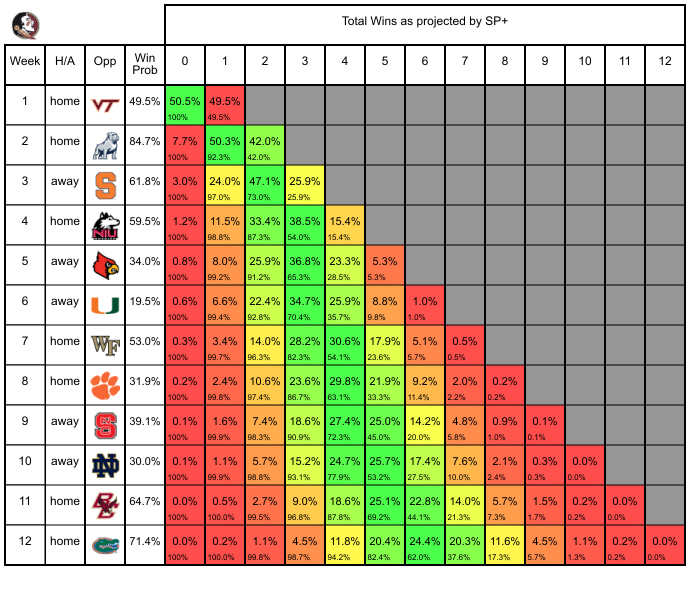 Total Wins as projected by SP+
Week H/A Opp Win Prob 0 1 2 3 4 5 6 7 8 9 10 11 12
1 home VT 49.5% 50.5% 49.5%
100% 49.5%
2 home 84.7% 7.7% 50.3% 42.0%
100% 92.3% 42.0%
3 away S 61.8% 3.0% 24.0% 47.1% 25.9%
100% 97.0% 73.0% 25.9%
4 home NIU 59.5% 1.2% 11.5% 33.4% 38.5% 15.4%
100% 98.8% 87.3% 54.0% 15.4%
5 away 34.0% 0.8% 8.0% 25.9% 36.8% 23.3% 5.3%
100% 99.2% 91.2% 65.3% 28.5% 5.3%
6 away U 19.5% 0.6% 6.6% 22.4% 34.7% 25.9% 8.8% 1.0%
100% 99.4% 92.8% 70.4% 35.7% 9.8% 1.0%
7 home WF 53.0% 0.3% 3.4% 14.0% 28.2% 30.6% 17.9% 5.1% 0.5%
100% 99.7% 96.3% 82.3% 54.1% 23.6% 5.7% 0.5%
8 home 31.9% 0.2% 2.4% 10.6% 23.6% 29.8% 21.9% 9.2% 2.0% 0.2%
100% 99.8% 97.4% 86.7% 63.1% 33.3% 11.4% 2.2% 0.2%
9 away S 39.1% 0.1% 1.6% 7.4% 18.6% 27.4% 25.0% 14.2% 4.8% 0.9% 0.1%
100% 99.9% 98.3% 90.9% 72.3% 45.0% 20.0% 5.8% 1.0% 0.1%
10 away ND 30.0% 0.1% 1.1% 5.7% 15.2% 24.7% 25.7% 17.4% 7.6% 2.1% 0.3% 0.0%
100% 99.9% 98.8% 93.1% 77.9% 53.2% 27.5% 10.0% 2.4% 0.3% 0.0%
11 home BC 64.7% 0.0% 0.5% 2.7% 9.0% 18.6% 25.1% 22.8% 14.0% 5.7% 1.5% 0.2% 0.0%
100% 100.0% 99.5% 96.8% 87.8% 69.2% 44.1% 21.3% 7.3% 1.7% 0.2% 0.0%
12 home 71.4% 0.0% 0.2% 1.1% 4.5% 11.8% 20.4% 24.4% 20.3% 11.6% 4.5% 1.1% 0.2% 0.0%
100% 100.0% 99.8% 98.7% 94.2% 82.4% 62.0% 37.6% 17.3% 5.7% 1.3% 0.2% 0.0%